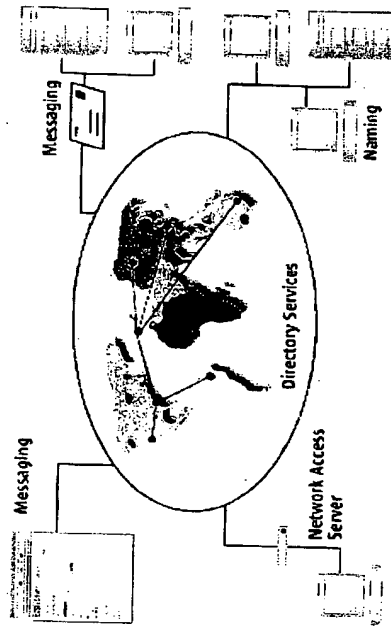 Messaging
Messaging
Directory Services
Network Access
Server
Naming